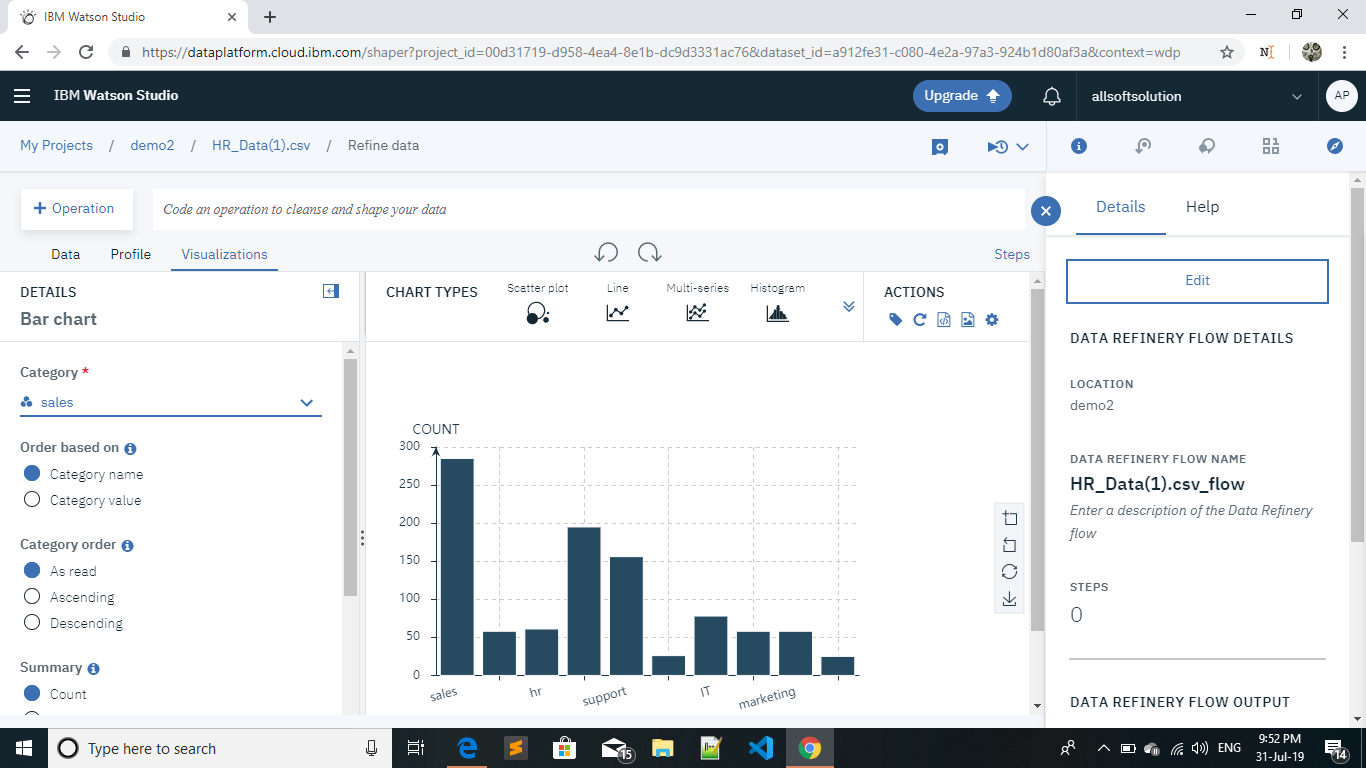 IBM Watson Studio
https://dataplatform.cloud.ibm.com/shaper?project_id=00d31719-d958-4ea4-8e1b-dc9d3331ac76&dataset_id=a912fe31-c080-4e2a-97a3-924b1d80af3a&context=wdp
IBM Watson Studio
Upgrade
allsoftsolution
AP
My Projects / demo2 / HR_Data(1).csv / Refine data
Operation
Code an operation to cleanse and shape your data
Data
Profile
Visualizations
Steps
DETAILS
Bar chart
Category *
sales
Order based on
Category name
Category value
Category order
As read
Ascending
Descending
Summary
Count
CHART TYPES
Scatter plot
Line
Multi-series
Histogram
ACTIONS
COUNT
300
250
200
150
100
50
0
sales
hr
support
IT
marketing
Details
Help
Edit
DATA REFINERY FLOW DETAILS
LOCATION
demo2
DATA REFINERY FLOW NAME
HR_Data(1).csv_flow
Enter a description of the Data Refinery
flow
STEPS
0
DATA REFINERY FLOW OUTPUT
Type here to search
15
ENG
9:52 PM
31-Jul-19
14